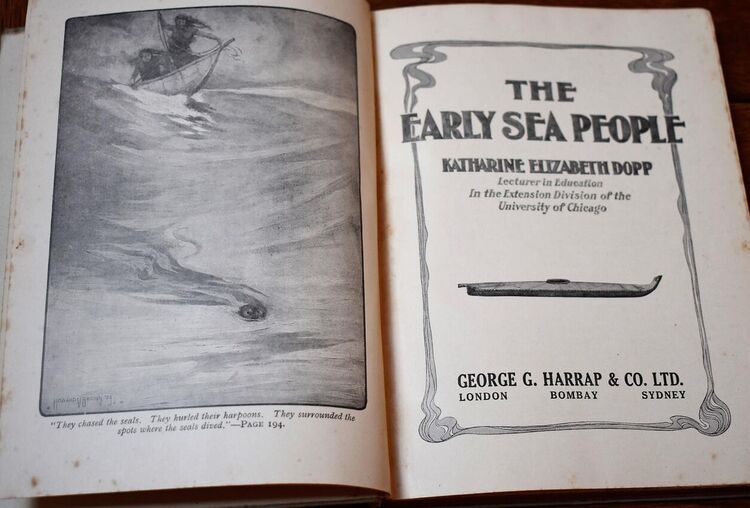 "They chased the seals. They hurled their harpoons. They surrounded the
spots where the seals dived."—PAGE 194.
THE
EARLY SEA PEOPLE
KATHARINE ELIZABETH DOPP
Lecturer in Education
In the Extension Division of the
University of Chicago
GEORGE G. HARRAP & CO. LTD.
LONDON BOMBAY SYDNEY